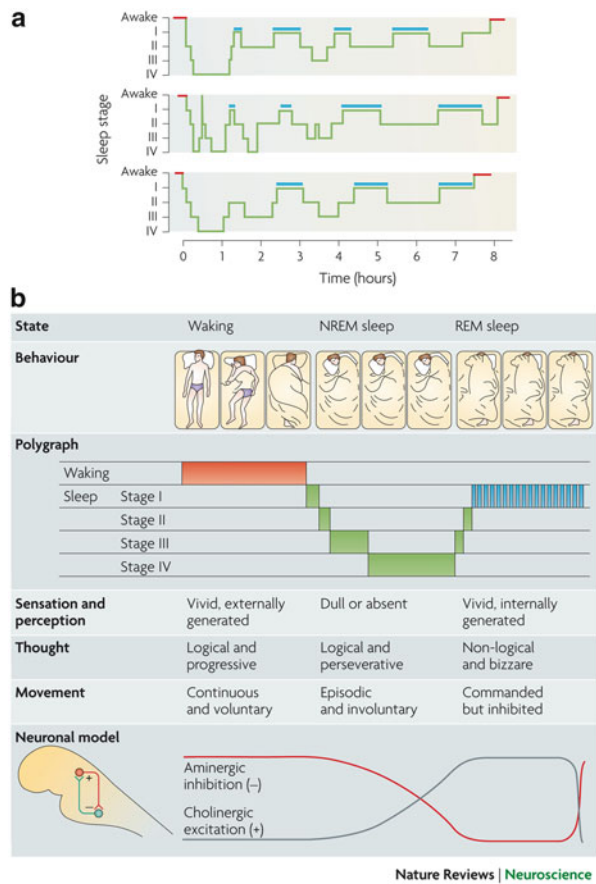 a
Awake
I
II
III
IV
Awake
I
II
III
IV
Awake
I
II
III
IV
Sleep stage
0 1 2 3 4 5 6 7 8
Time (hours)
b
State Waking NREM sleep REM sleep
Behaviour
Polygraph
Waking
Sleep Stage I
Stage II
Stage III
Stage IV
Sensation and perception
Vivid, externally
generated
Dull or absent
Vivid, internally
generated
Thought
Logical and
progressive
Logical and
perseverative
Non-logical
and bizzare
Movement
Continuous
and voluntary
Episodic
and involuntary
Commanded
but inhibited
Neuronal model
+
–
Aminergic
inhibition (–)
Cholinergic
excitation (+)
Nature Reviews | Neuroscience